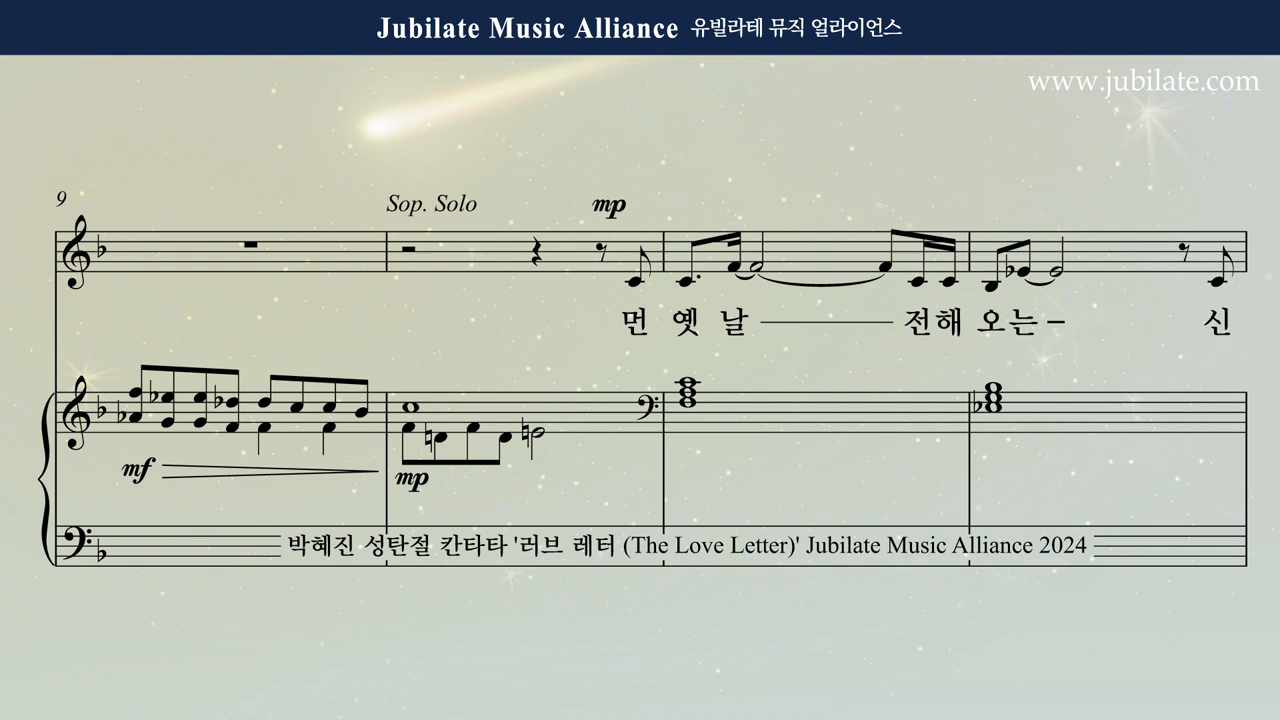 Jubilate Music Alliance 유빌라테 뮤직 얼라이언스
www.jubilate.com
9
Sop. Solo
mp
먼 옛 날 전해 오는 신
mf
mp
박혜진 성탄절 칸타타 '러브 레터 (The Love Letter)' Jubilate Music Alliance 2024